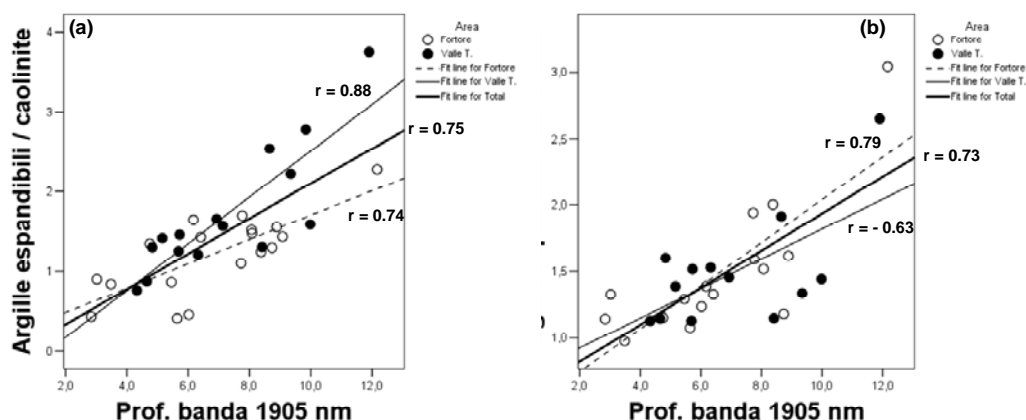 (a)
Area
Fortore
Valle T.
Fit line for Fortore
Fit line for Valle T.
Fit line for Total
r = 0.88
r = 0.75
r = 0.74
Argille espandibili / caolinite
4
3
2
1
0
2,0 4,0 6,0 8,0 10,0 12,0
Prof. banda 1905 nm
(b)
Area
Fortore
Valle T.
Fit line for Fortore
Fit line for Valle T.
Fit line for Total
r = 0.79
r = 0.73
r = - 0.63
3,0
2,5
2,0
1,5
1,0
2,0 4,0 6,0 8,0 10,0 12,0
Prof. banda 1905 nm